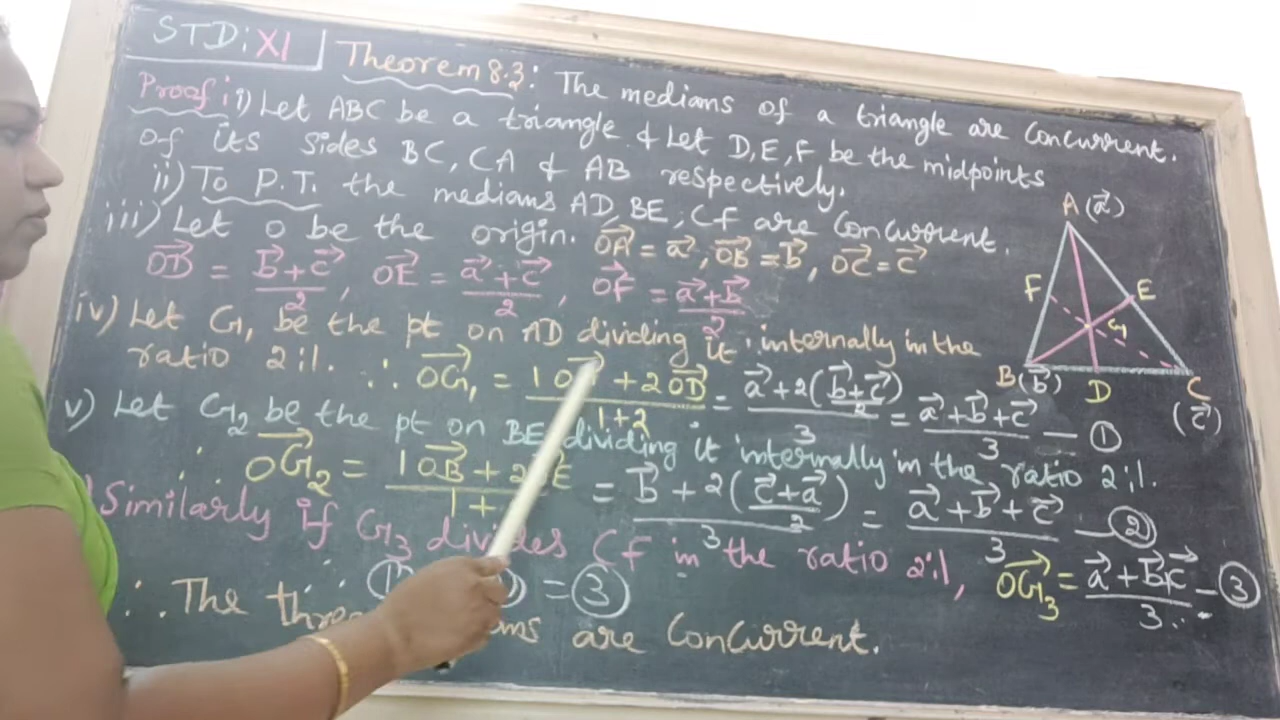 STD: XI
Theorem 8.3: The medians of a triangle are concurrent.
Proof: i) Let ABC be a triangle & Let D, E, F be the midpoints
of its sides BC, CA & AB respectively.
ii) To P.T. the medians AD, BE, CF are Concurrent.
iii) Let O be the origin. OA⃗ = a⃗, OB⃗ = b⃗, OC⃗ = c⃗
OD⃗ = (b⃗ + c⃗)/2, OE⃗ = (a⃗ + c⃗)/2, OF⃗ = (a⃗ + b⃗)/2
iv) Let G₁ be the pt on AD dividing it internally in the
ratio 2:1. ∴ OG₁⃗ = (1 O + 2OD⃗)/(1+2) = (a⃗ + 2((b⃗ + c⃗)/2))/3 = (a⃗ + b⃗ + c⃗)/3 — ①
v) Let G₂ be the pt on BE dividing it internally in the ratio 2:1.
∴ OG₂⃗ = (1OB⃗ + 2 E)/(1+ = (b⃗ + 2((c⃗ + a⃗)/2))/3 = (a⃗ + b⃗ + c⃗)/3 — ②
Similarly if G₃ divides CF in the ratio 2:1, OG₃⃗ = (a⃗ + b⃗ + c⃗)/3 — ③
∴ ① = ③
∴ The are Concurrent.
A(a⃗)
F E
G
B(b⃗) D C
(c⃗)